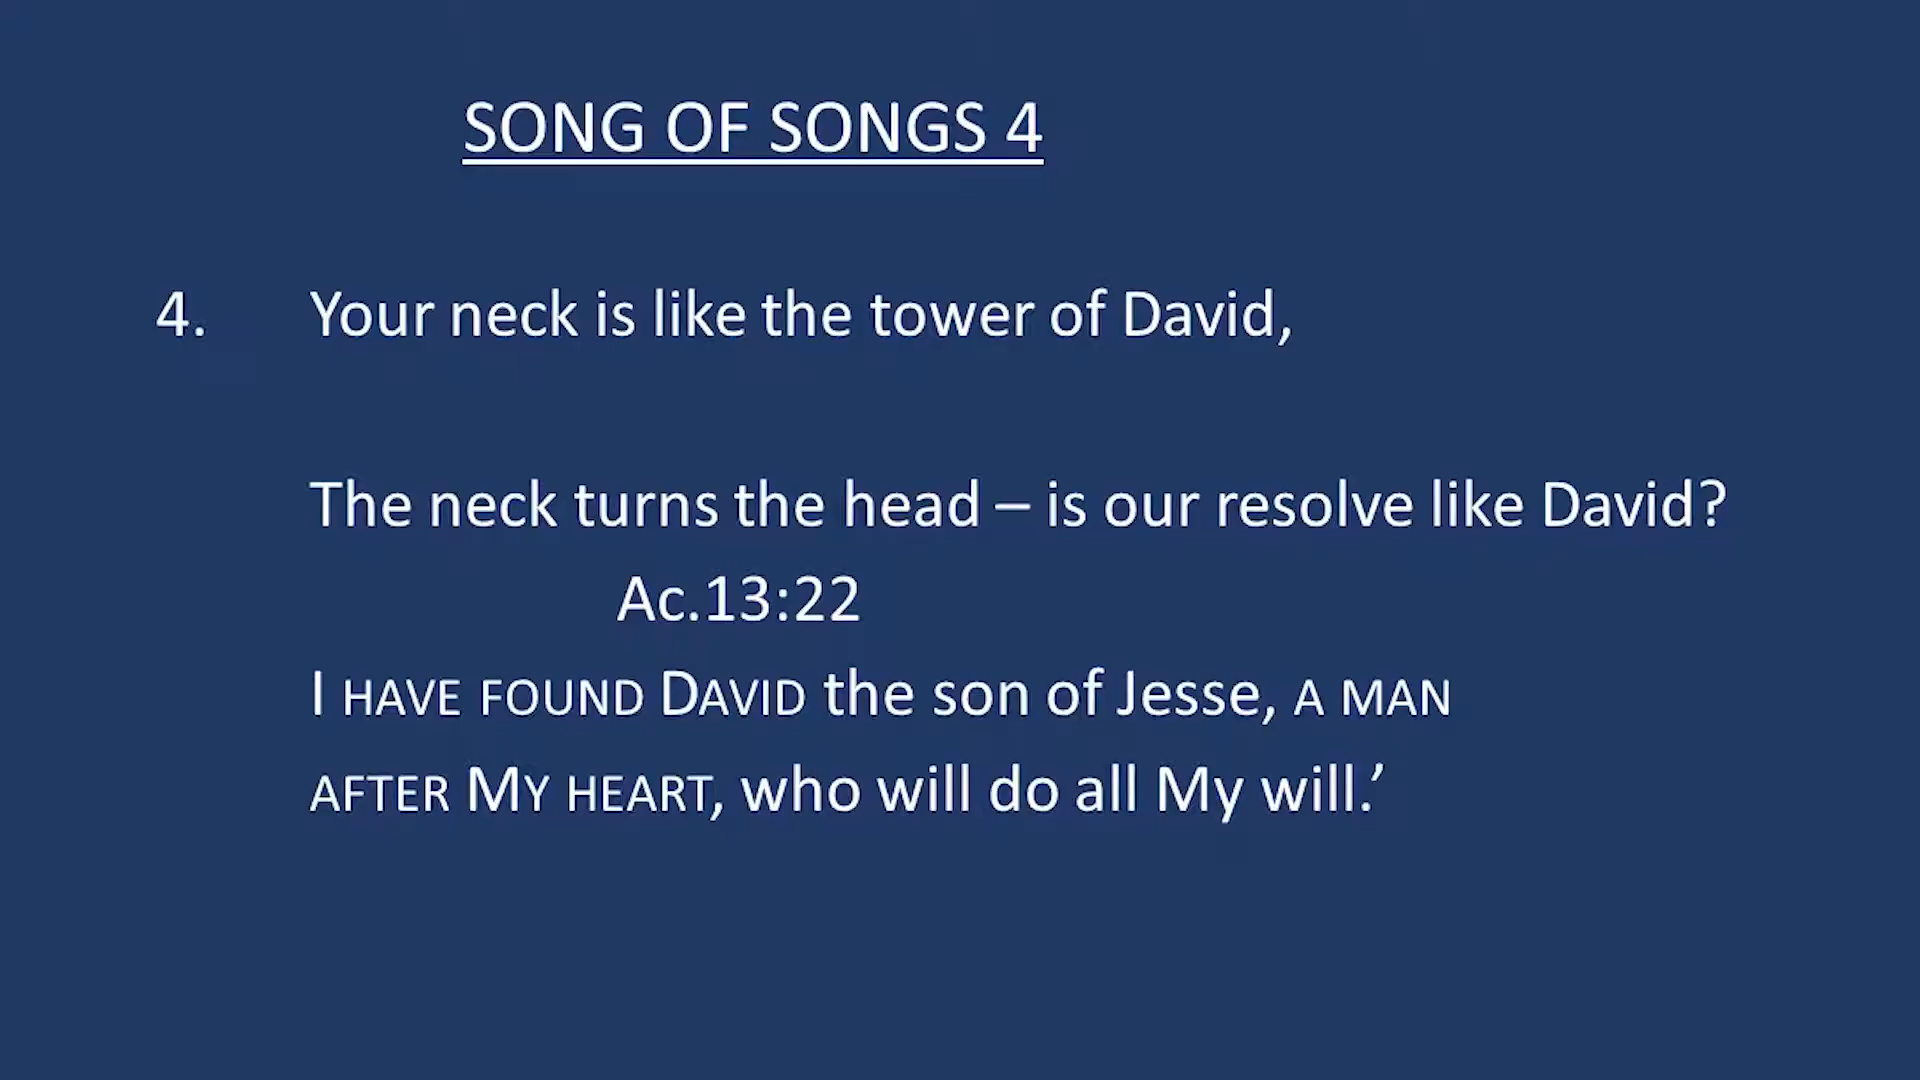 SONG OF SONGS 4
4. Your neck is like the tower of David,
The neck turns the head – is our resolve like David?
Ac.13:22
I HAVE FOUND DAVID the son of Jesse, A MAN
AFTER MY HEART, who will do all My will.’